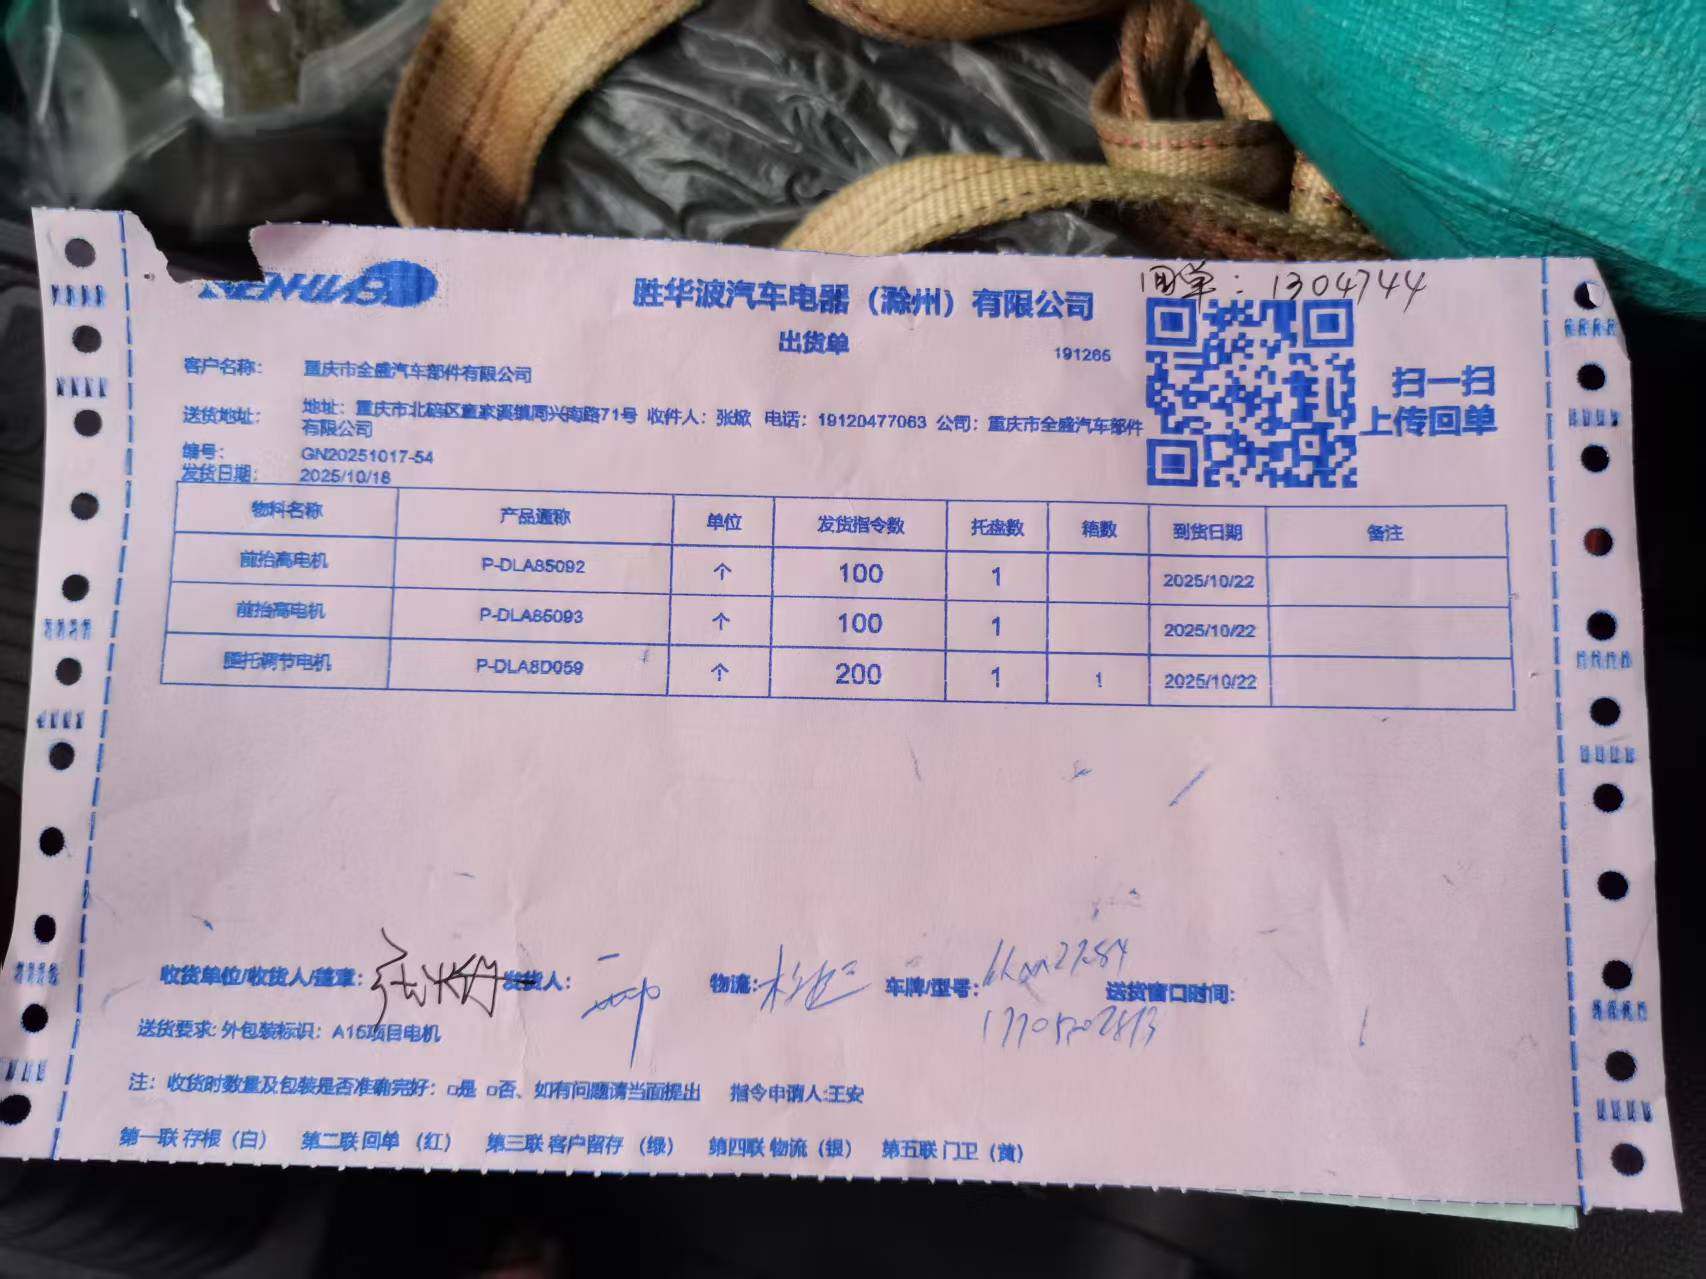 回单：1304744
胜华波汽车电器（滁州）有限公司
出货单
191265
扫一扫
上传回单
客户名称： 重庆市全盛汽车部件有限公司
送货地址： 地址：重庆市北碚区童家溪镇同兴南路71号 收件人：张焮 电话：19120477063 公司：重庆市全盛汽车部件
有限公司
编号： GN20251017-54
发货日期： 2025/10/18
物料名称 产品通称 单位 发货指令数 托盘数 箱数 到货日期 备注
前抬高电机 P-DLA85092 个 100 1 2025/10/22
前抬高电机 P-DLA85093 个 100 1 2025/10/22
腿托调节电机 P-DLA8D059 个 200 1 1 2025/10/22
收货单位/收货人/盖章： 发货人： 物流： 车牌/型号： 送货窗口时间：
送货要求：外包装标识：A16项目电机
注：收货时数量及包装是否准确完好：□是 □否、如有问题请当面提出 指令申请人:王安
第一联 存根（白） 第二联 回单 （红） 第三联 客户留存 （绿） 第四联 物流（银） 第五联 门卫（黄）